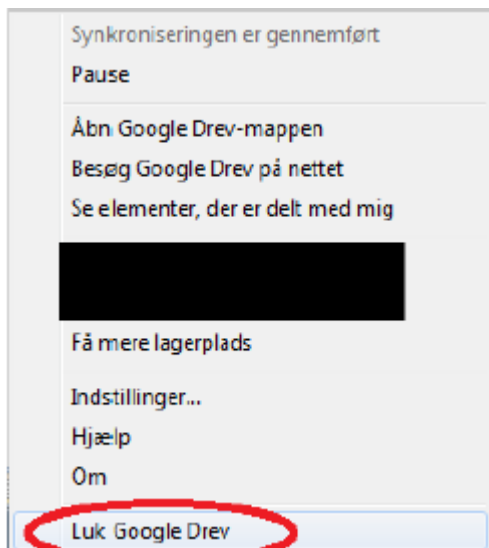 Synkroniseringen er gennemført
Pause
Åbn Google Drev-mappen
Besøg Google Drev på nettet
Se elementer, der er delt med mig
Få mere lagerplads
Indstillinger...
Hjælp
Om
Luk Google Drev